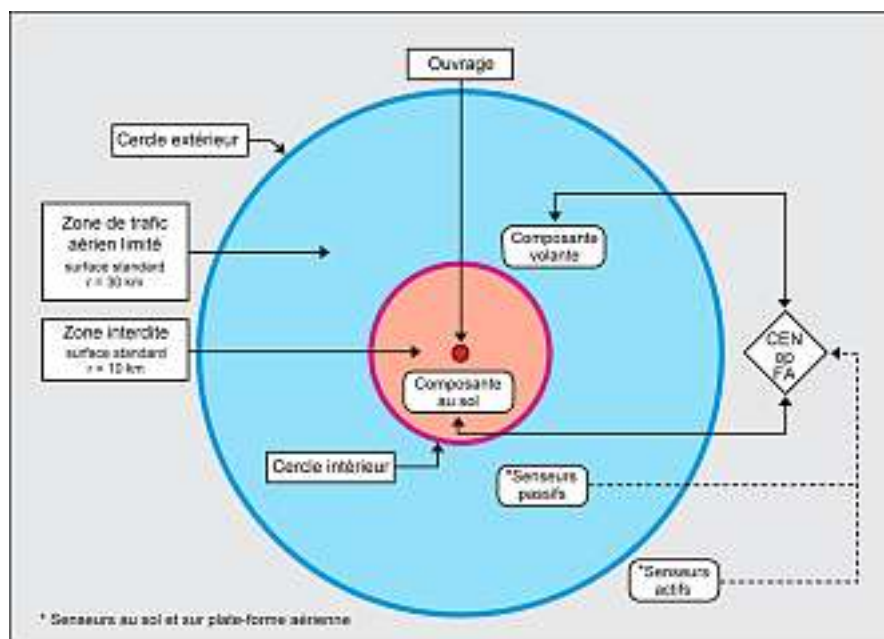 Ouvrage
Cercle extérieur
Zone de trafic
aérien limité
surface standard
r = 30 km
Composante
volante
Zone interdite
surface standard
r = 10 km
CEN
op
FA
Composante
au sol
Cercle intérieur
*Senseurs
passifs
*Senseurs
actifs
* Senseurs au sol et sur plate-forme aérienne